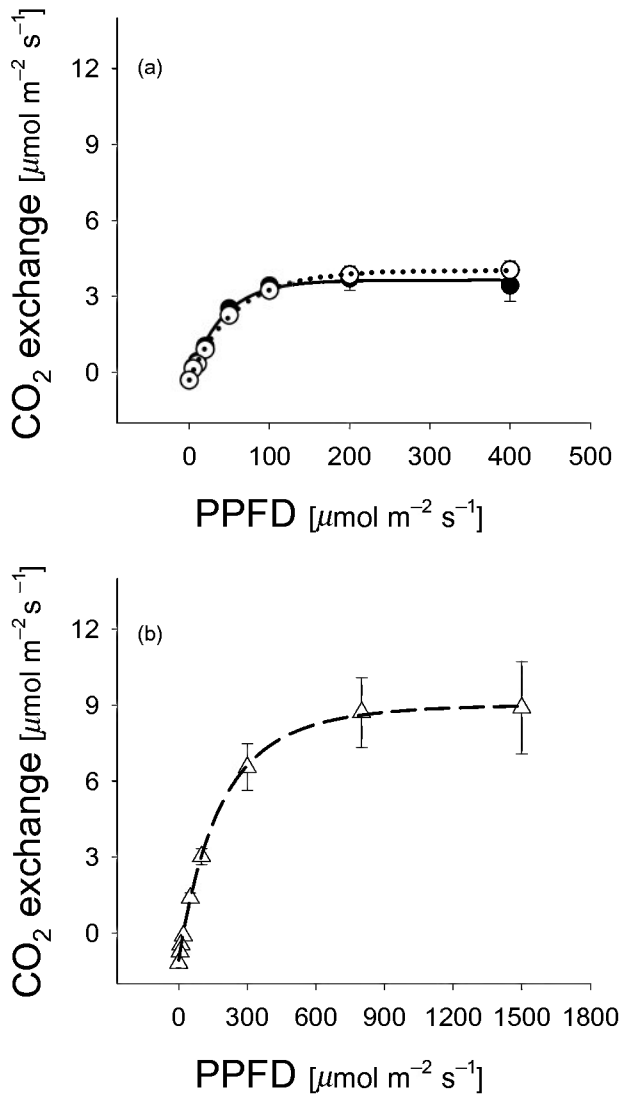 (a)
CO₂ exchange [μmol m⁻² s⁻¹]
12
9
6
3
0
0 100 200 300 400 500
PPFD [μmol m⁻² s⁻¹]
(b)
CO₂ exchange [μmol m⁻² s⁻¹]
12
9
6
3
0
0 300 600 900 1200 1500 1800
PPFD [μmol m⁻² s⁻¹]